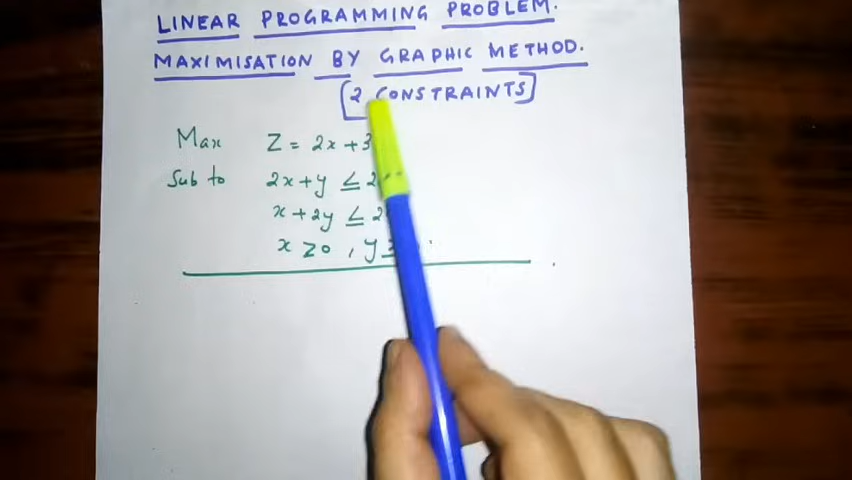 LINEAR PROGRAMMING PROBLEM.
MAXIMISATION BY GRAPHIC METHOD.
[2 CONSTRAINTS]
Max Z = 2x + 3
Sub to 2x + y ≤ 2
x + 2y ≤ 2
x ≥ 0 , y ≥